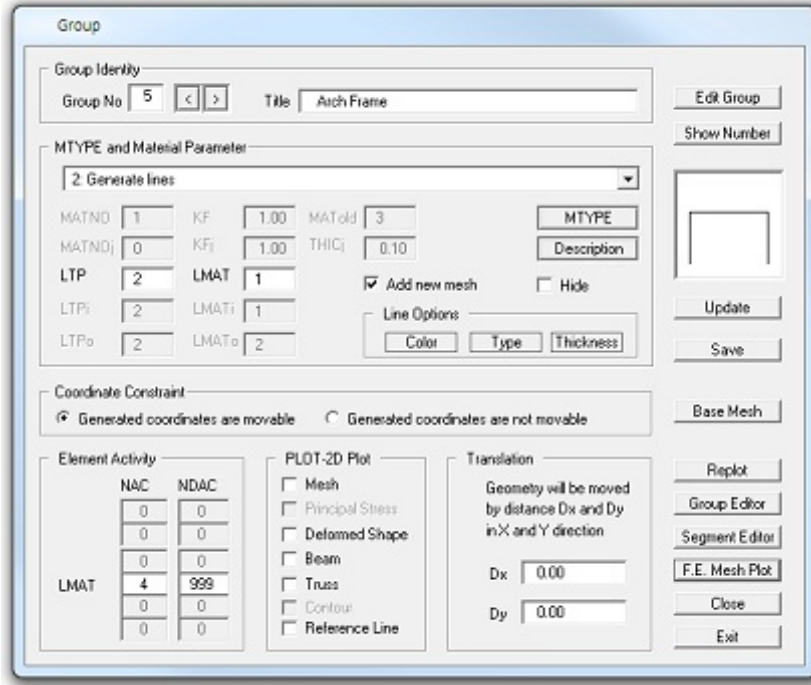 Group
Group Identity
Group No 5 < > Title Arch Frame
Edit Group
Show Number
MTYPE and Material Parameter
2: Generate lines
MATNO 1 KF 1.00 MATold 3 MTYPE
MATNOj 0 KFj 1.00 THICj 0.10 Description
LTP 2 LMAT 1 Add new mesh Hide
LTPi 2 LMATi 1 Line Options
LTPo 2 LMATo 2 Color Type Thickness
Update
Save
Coordinate Constraint
Generated coordinates are movable Generated coordinates are not movable
Base Mesh
Element Activity
NAC NDAC
0 0
0 0
0 0
LMAT 4 999
0 0
0 0
PLOT-2D Plot
Mesh
Principal Stress
Deformed Shape
Beam
Truss
Contour
Reference Line
Translation
Geometry will be moved
by distance Dx and Dy
in X and Y direction
Dx 0.00
Dy 0.00
Replot
Group Editor
Segment Editor
F.E. Mesh Plot
Close
Exit